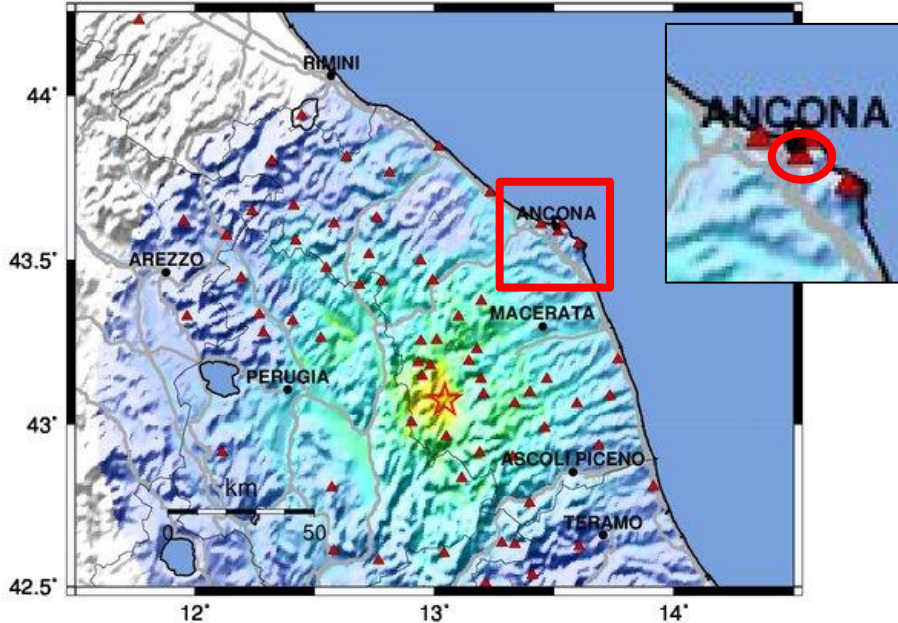 RIMINI
44°
ANCONA
ANCONA
43.5°
AREZZO
MACERATA
PERUGIA
43°
ASCOLI PICENO
km
0
50
TERAMO
42.5°
12°
13°
14°